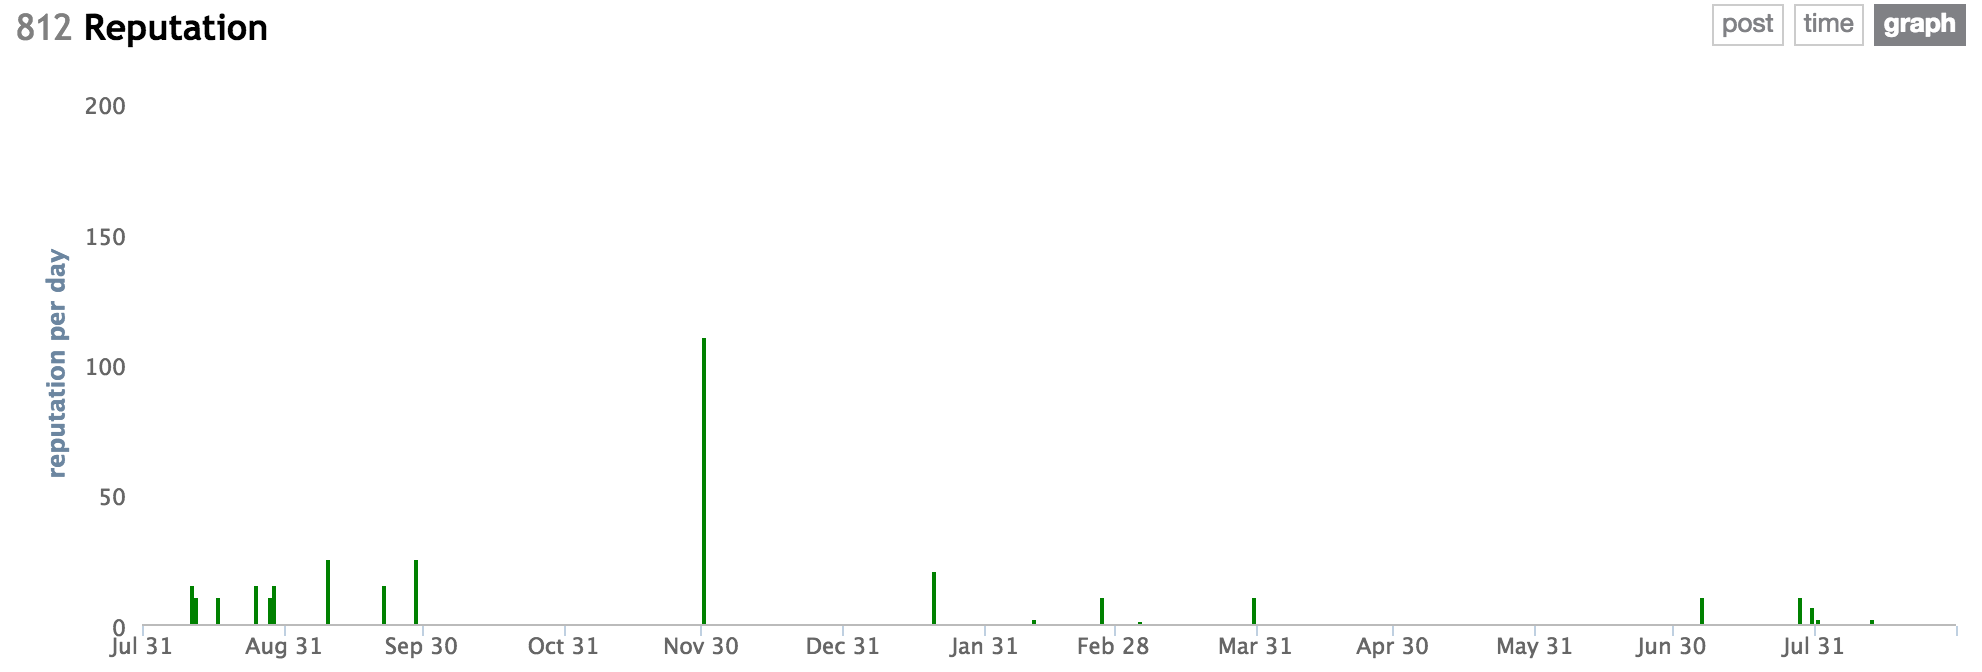 812 Reputation
post time graph
200
150
100
50
0
reputation per day
Jul 31 Aug 31 Sep 30 Oct 31 Nov 30 Dec 31 Jan 31 Feb 28 Mar 31 Apr 30 May 31 Jun 30 Jul 31